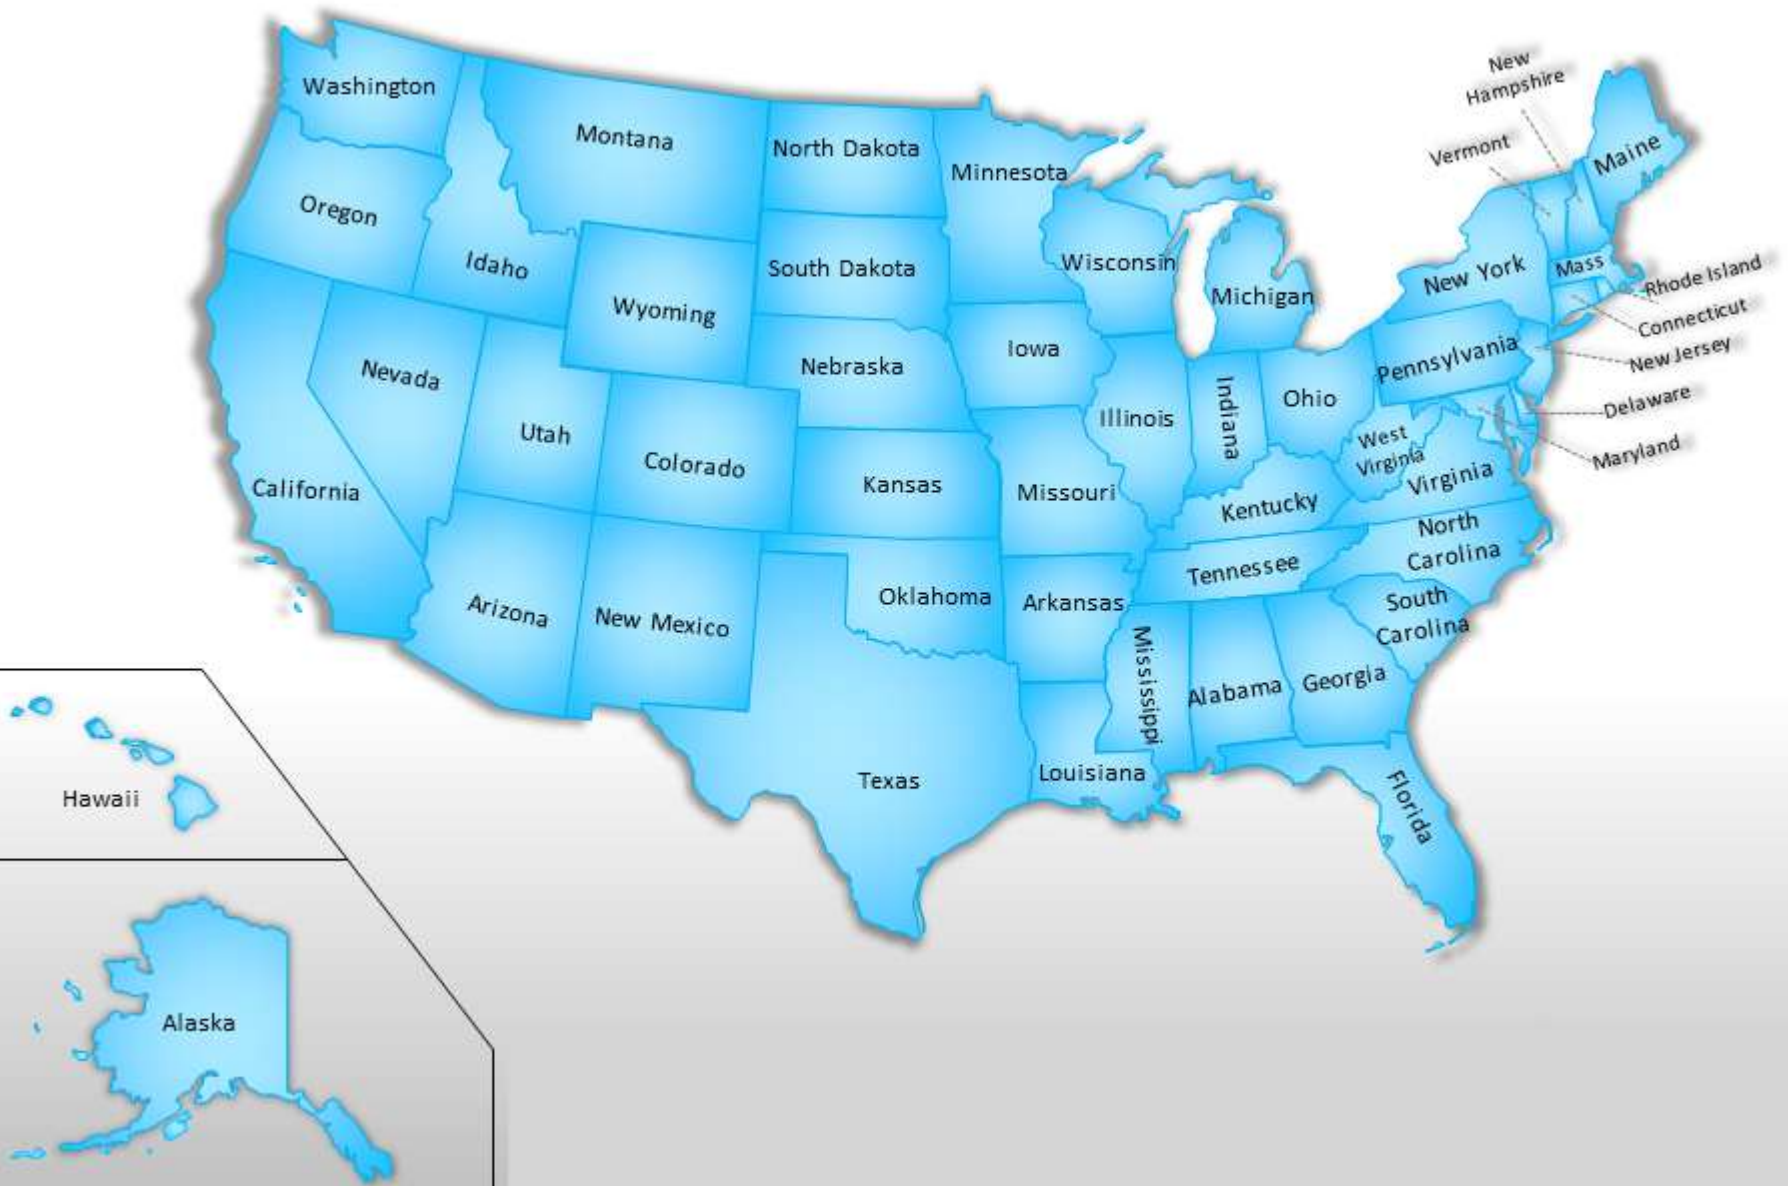 New
Hampshire
Washington
Montana
North Dakota
Minnesota
Vermont
Maine
Oregon
Idaho
South Dakota
Wisconsin
Michigan
New York
Mass
Rhode Island
Wyoming
Connecticut
Nevada
Nebraska
Iowa
Pennsylvania
New Jersey
Utah
Colorado
Illinois
Indiana
Ohio
Delaware
West
Virginia
Maryland
California
Kansas
Missouri
Kentucky
Virginia
North
Carolina
Arizona
New Mexico
Oklahoma
Arkansas
Tennessee
South
Carolina
Mississippi
Alabama
Georgia
Texas
Louisiana
Florida
Hawaii
Alaska